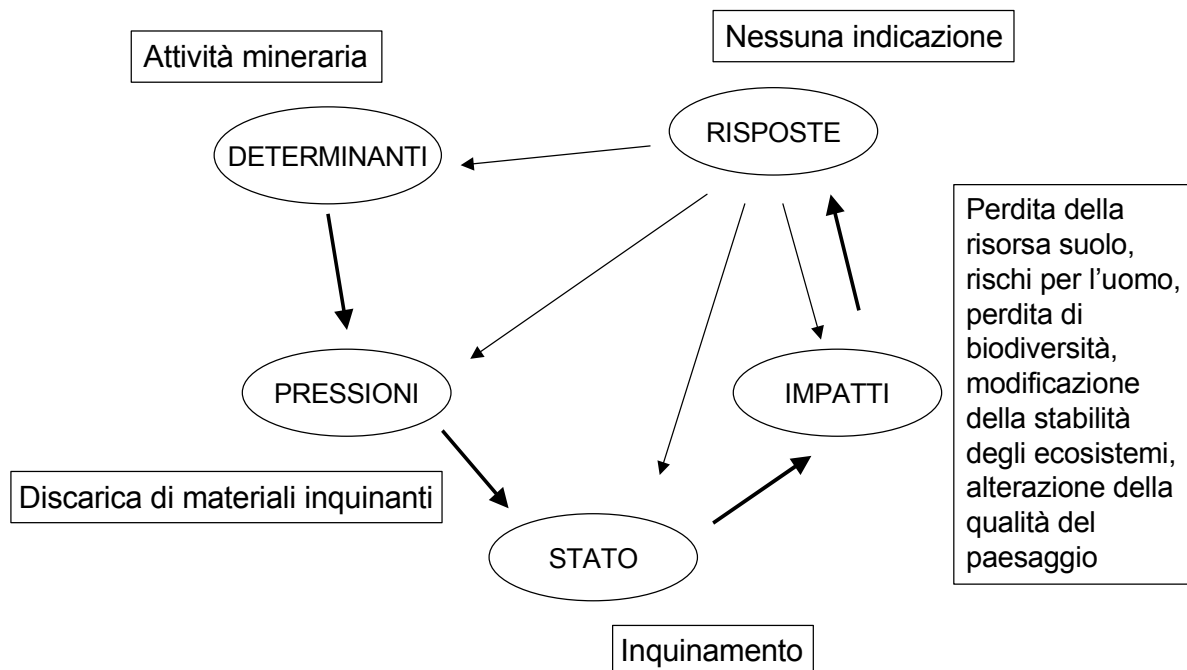 Nessuna indicazione
Attività mineraria
RISPOSTE
DETERMINANTI
Perdita della
risorsa suolo,
rischi per l'uomo,
perdita di
biodiversità,
modificazione
della stabilità
degli ecosistemi,
alterazione della
qualità del
paesaggio
PRESSIONI
IMPATTI
Discarica di materiali inquinanti
STATO
Inquinamento